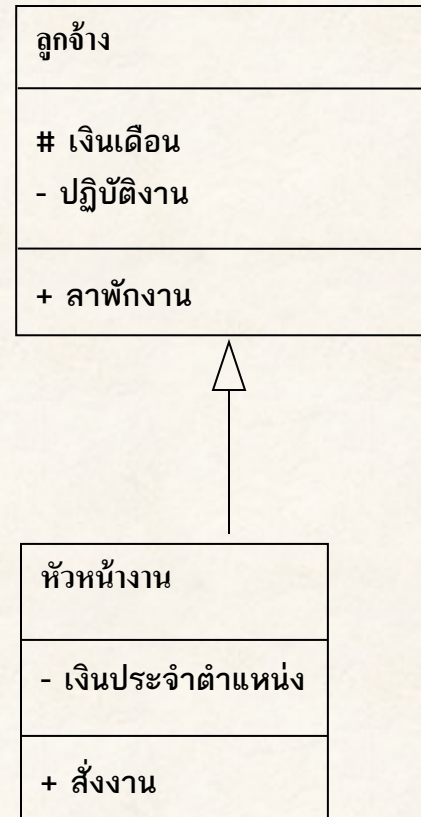 ลูกจ้าง
# เงินเดือน
- ปฏิบัติงาน
+ ลาพักงาน
หัวหน้างาน
- เงินประจำตำแหน่ง
+ สั่งงาน